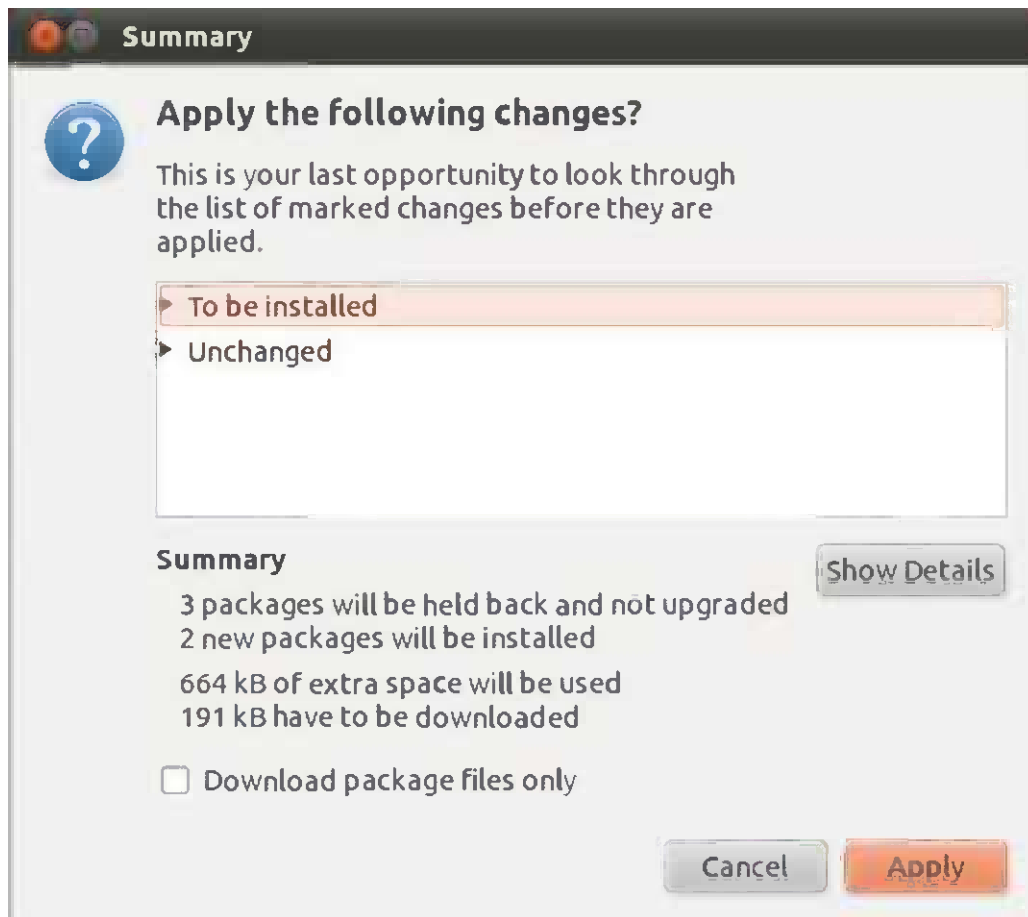 Summary
Apply the following changes?
This is your last opportunity to look through
the list of marked changes before they are
applied.
To be installed
Unchanged
Summary
Show Details
3 packages will be held back and not upgraded
2 new packages will be installed
664 kB of extra space will be used
191 kB have to be downloaded
Download package files only
Cancel
Apply